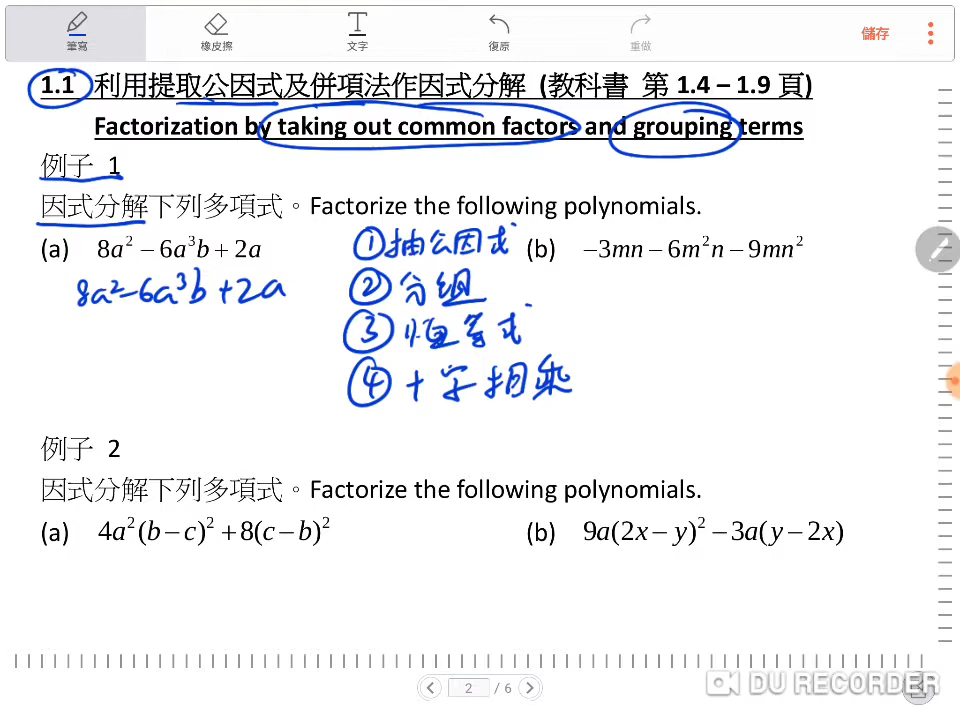 筆寫 橡皮擦 文字 復原 重做 儲存
1.1 利用提取公因式及併項法作因式分解 (教科書 第 1.4 – 1.9 頁)
Factorization by taking out common factors and grouping terms
例子 1
因式分解下列多項式。Factorize the following polynomials.
(a) 8a² − 6a³b + 2a ①抽公因式 (b) −3mn − 6m²n − 9mn²
8a²−6a³b+2a ②分組
③恒等式
④十字相乘
例子 2
因式分解下列多項式。Factorize the following polynomials.
(a) 4a²(b − c)² + 8(c − b)² (b) 9a(2x − y)² − 3a(y − 2x)
2 / 6
DU RECORDER